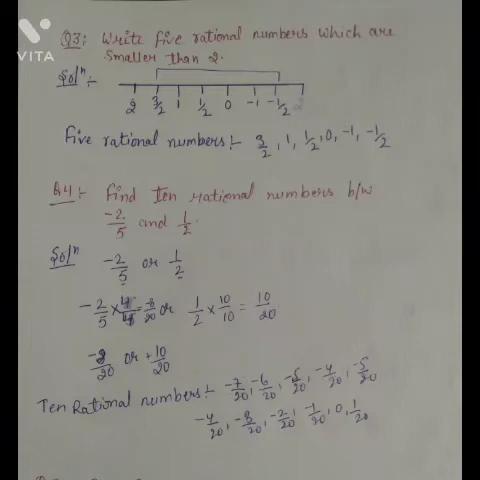 Q3: Write five rational numbers which are
smaller than 2.
Solⁿ :-
2 3/2 1 1/2 0 -1 -1/2 2
five rational numbers :- 3/2, 1, 1/2, 0, -1, -1/2
Q4 :- find Ten rational numbers b/w
-2/5 and 1/2.
Solⁿ -2/5 or 1/2
-2/5 × 4/4 = 8/20 or 1/2 × 10/10 = 10/20
-8/20 or +10/20
Ten Rational numbers :- -7/20, -6/20, -5/20, -4/20, -5/20
-4/20, -3/20, -2/20, -1/20, 0, 1/20
VITA